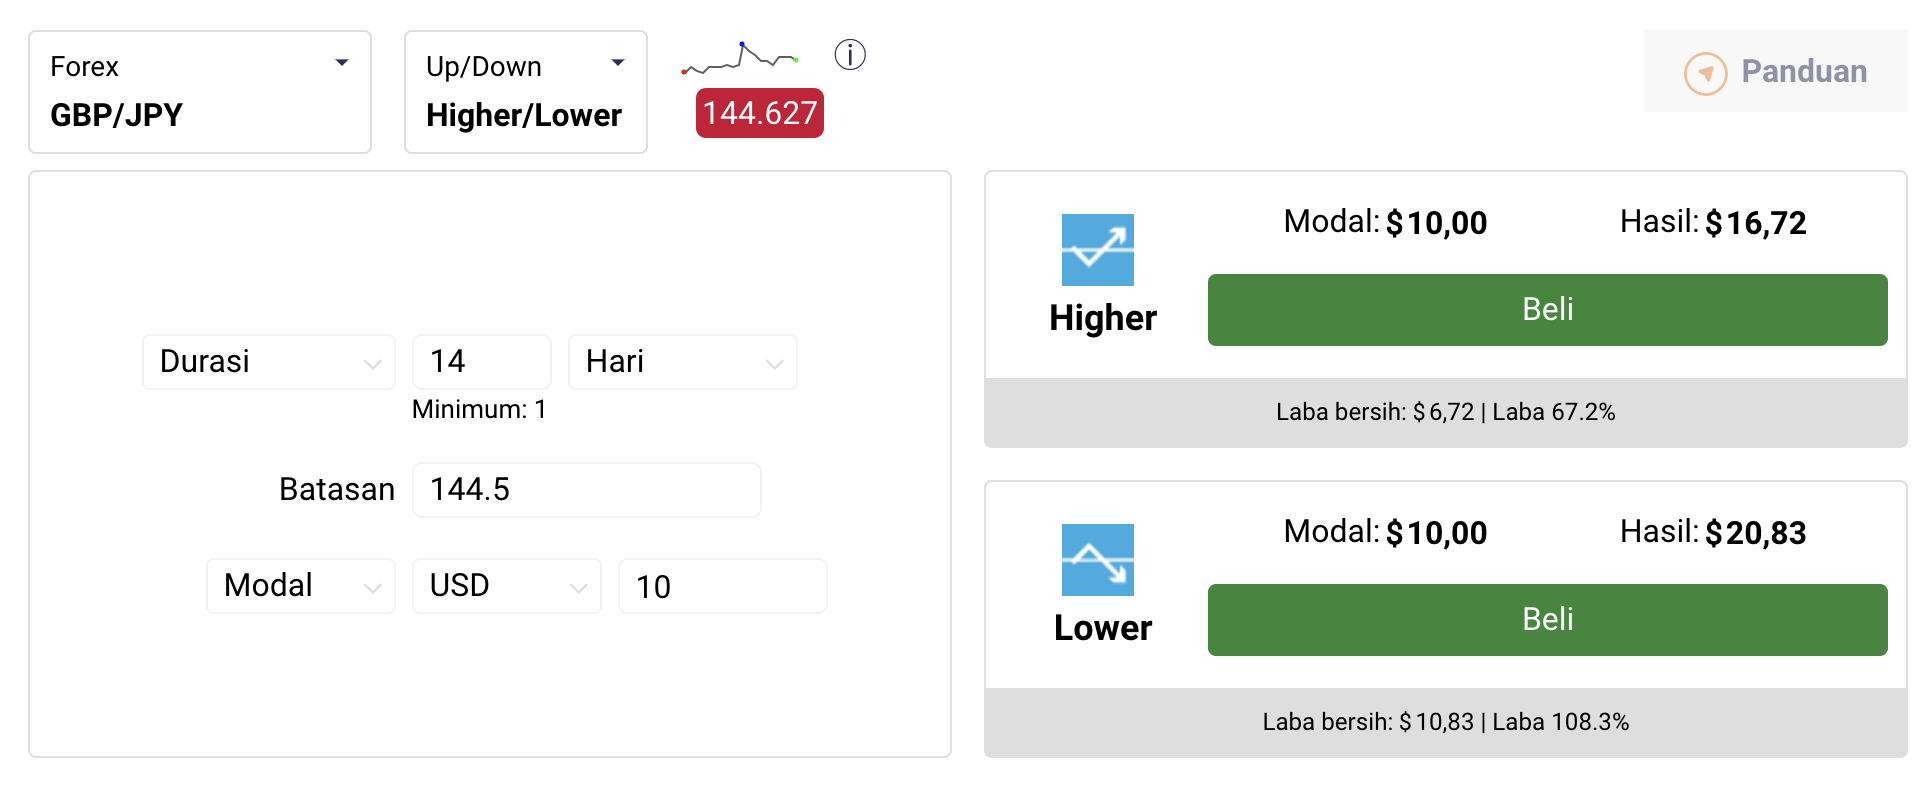 Forex
GBP/JPY
Up/Down
Higher/Lower
144.627
Panduan
Durasi 14 Hari
Minimum: 1
Batasan 144.5
Modal USD 10
Modal: $10,00 Hasil: $16,72
Higher
Beli
Laba bersih: $6,72 | Laba 67.2%
Modal: $10,00 Hasil: $20,83
Lower
Beli
Laba bersih: $10,83 | Laba 108.3%